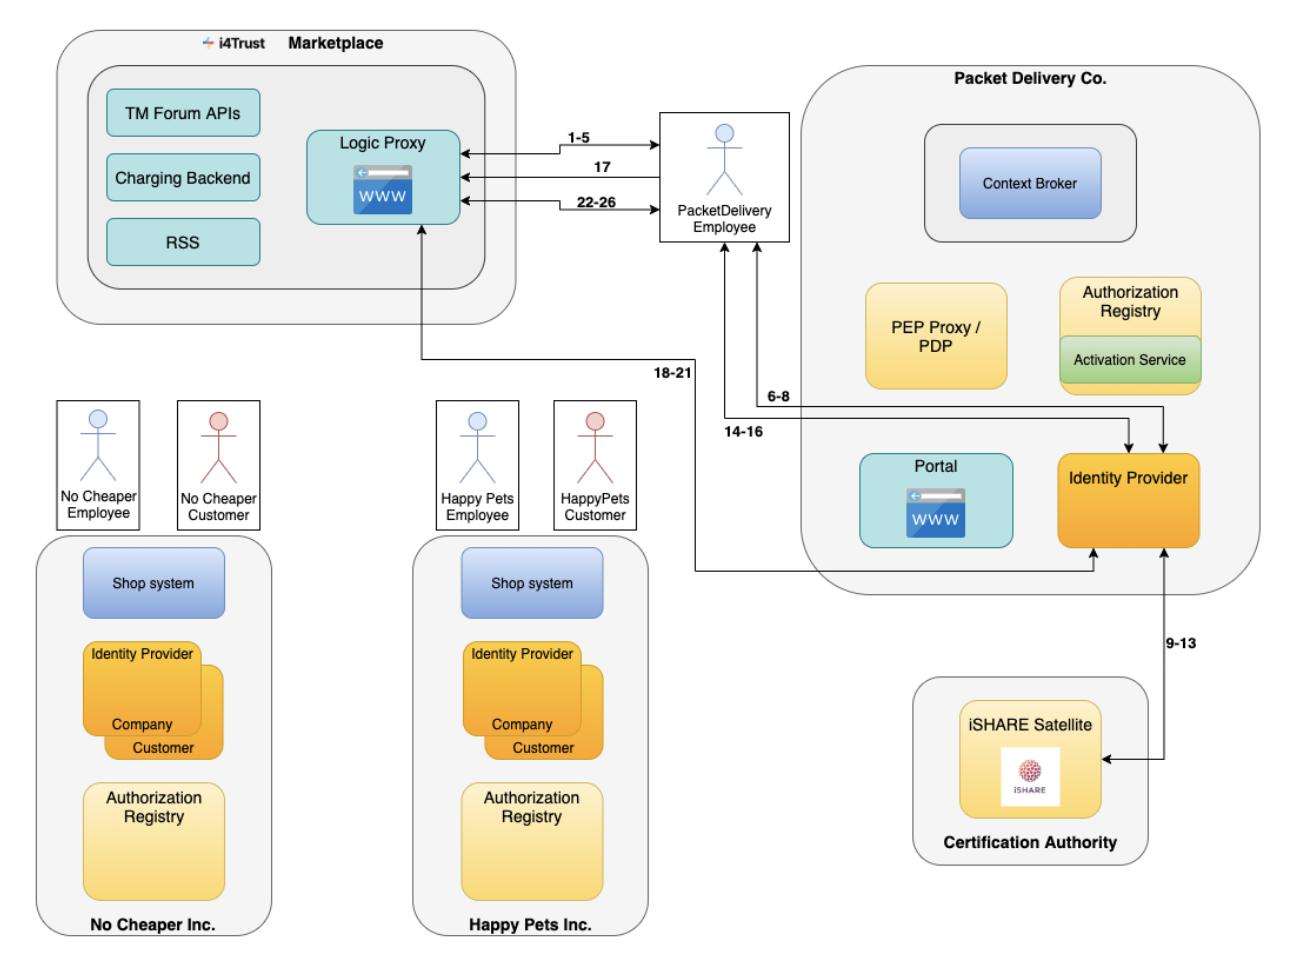 i4Trust Marketplace
TM Forum APIs
Charging Backend
RSS
Logic Proxy
WWW
1-5
17
22-26
PacketDelivery
Employee
Packet Delivery Co.
Context Broker
PEP Proxy /
PDP
Authorization
Registry
Activation Service
18-21
6-8
14-16
Portal
WWW
Identity Provider
9-13
iSHARE Satellite
iSHARE
Certification Authority
No Cheaper
Employee
No Cheaper
Customer
Shop system
Identity Provider
Company
Customer
Authorization
Registry
No Cheaper Inc.
Happy Pets
Employee
HappyPets
Customer
Shop system
Identity Provider
Company
Customer
Authorization
Registry
Happy Pets Inc.